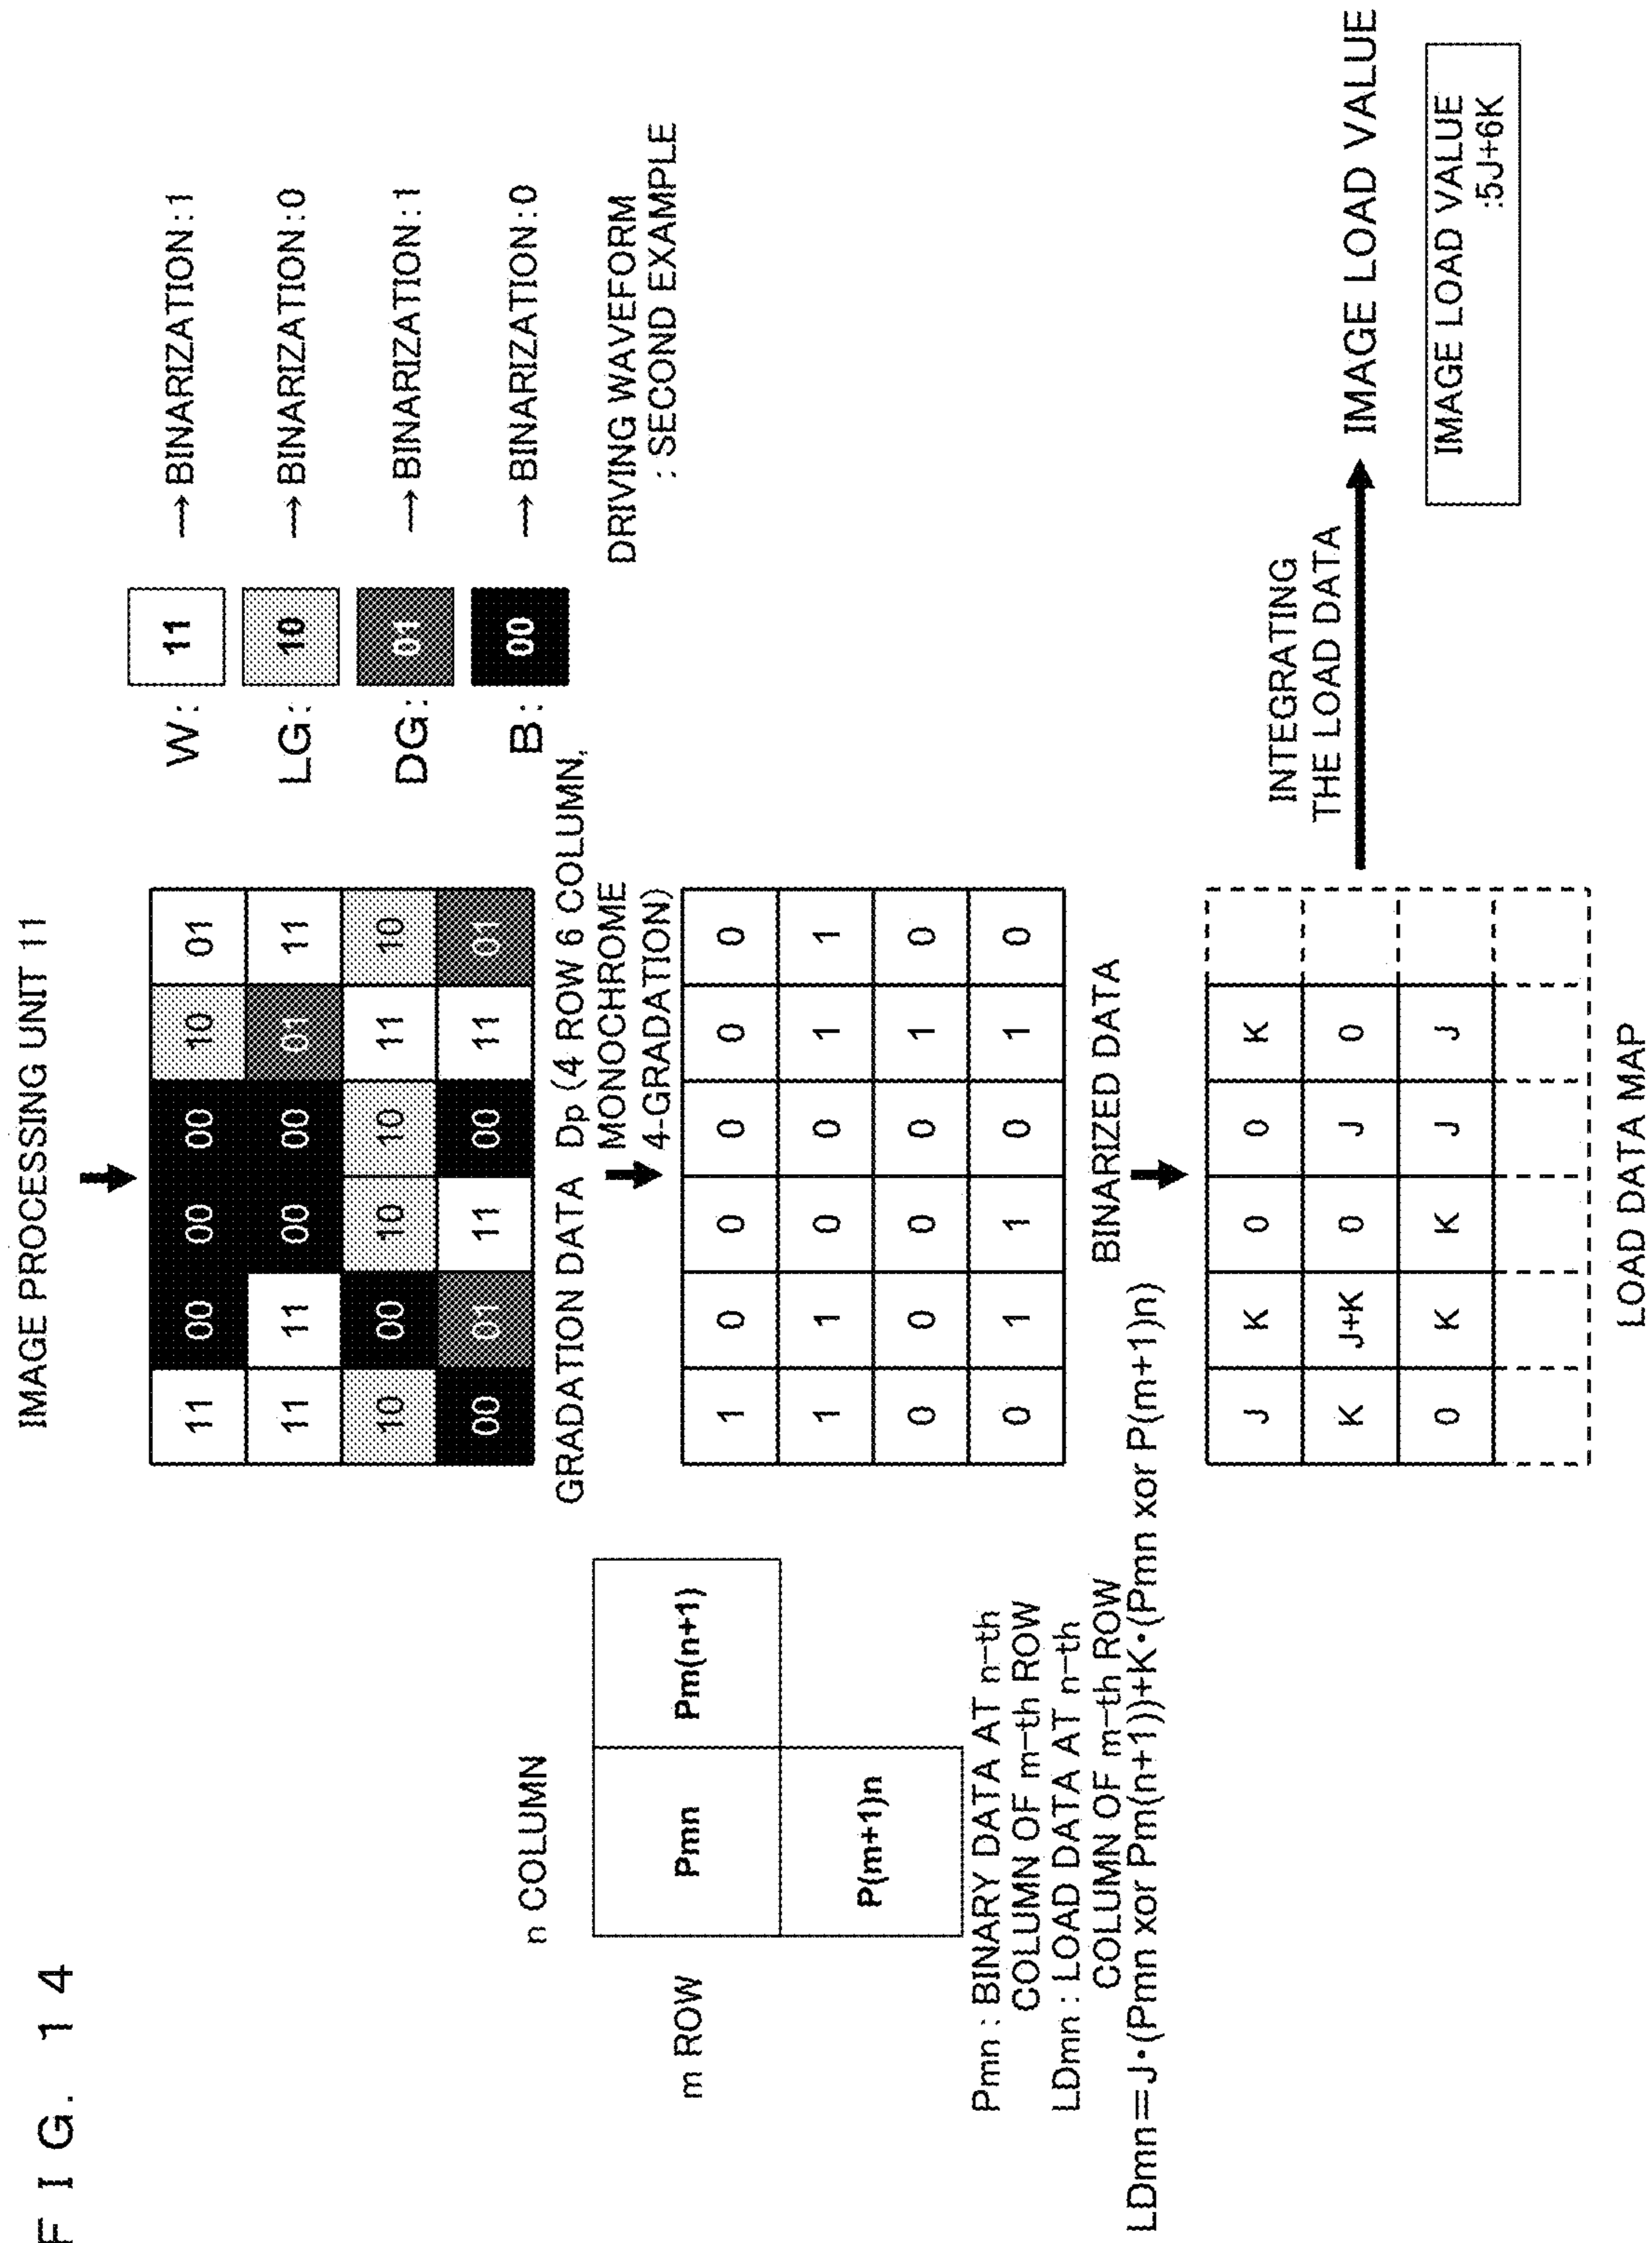 FIG. 14
IMAGE PROCESSING UNIT 11
11 00 00 00 10 01
11 11 00 00 01 11
10 00 10 10 11 10
00 01 11 00 11 01
GRADATION DATA Dp (4 ROW 6 COLUMN,
MONOCHROME
4-GRADATION)
W: 11 →BINARIZATION:1
LG: 10 →BINARIZATION:0
DG: 01 →BINARIZATION:1
B: 00 →BINARIZATION:0
DRIVING WAVEFORM
: SECOND EXAMPLE
n COLUMN
m ROW
Pmn Pm(n+1)
P(m+1)n
1 0 0 0 0 0
1 1 0 0 1 1
0 0 0 0 1 0
0 1 1 0 1 0
BINARIZED DATA
Pmn : BINARY DATA AT n-th
COLUMN OF m-th ROW
LDmn : LOAD DATA AT n-th
COLUMN OF m-th ROW
LDmn=J•(Pmn xor Pm(n+1))+K•(Pmn xor P(m+1)n)
J K 0 0 K
K J+K 0 J 0
0 K K J J
LOAD DATA MAP
INTEGRATING
THE LOAD DATA
IMAGE LOAD VALUE
IMAGE LOAD VALUE
:5J+6K